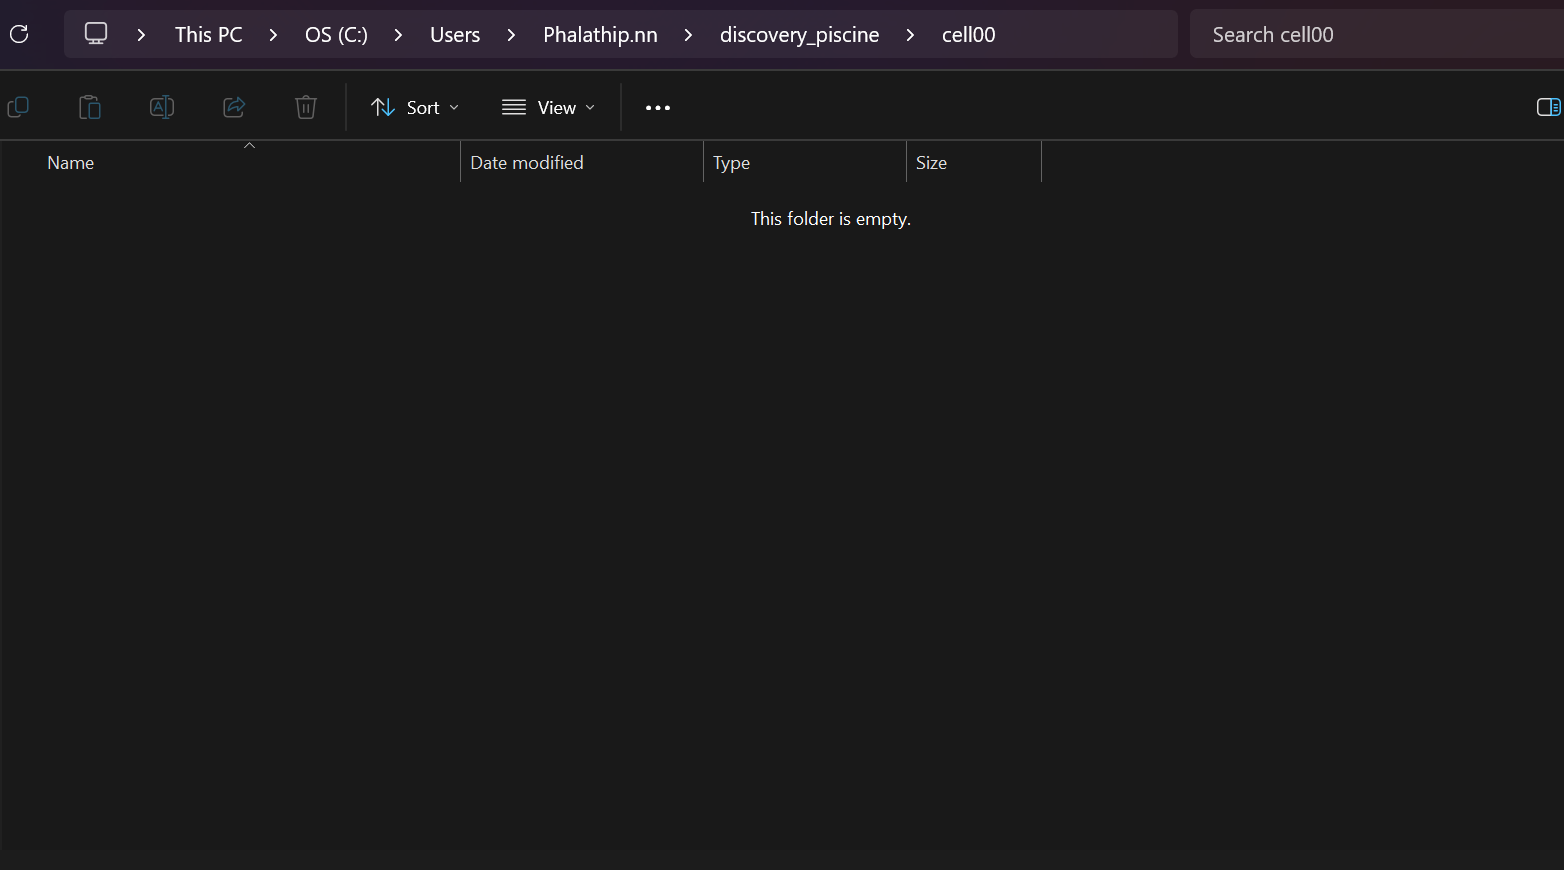 This PC > OS (C:) > Users > Phalathip.nn > discovery_piscine > cell00
Search cell00
Sort
View
Name
Date modified
Type
Size
This folder is empty.